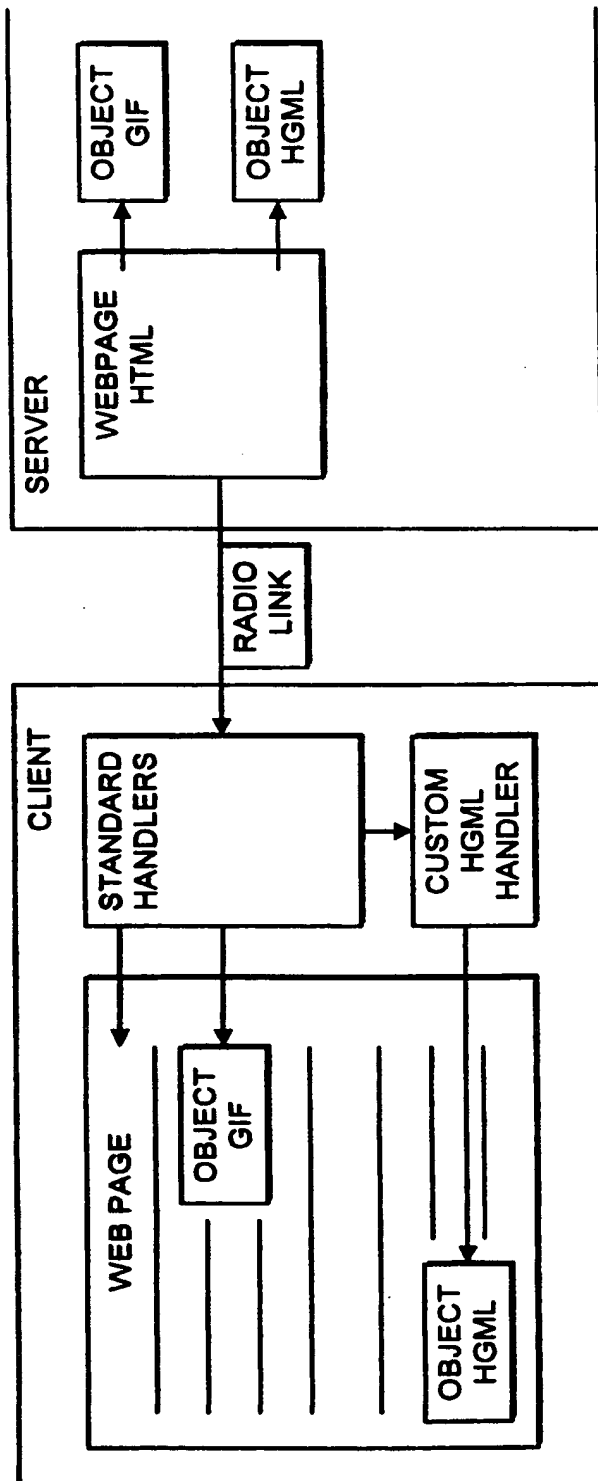 CLIENT
WEB PAGE
OBJECT
GIF
OBJECT
HGML
STANDARD
HANDLERS
CUSTOM
HGML
HANDLER
RADIO
LINK
SERVER
WEBPAGE
HTML
OBJECT
GIF
OBJECT
HGML